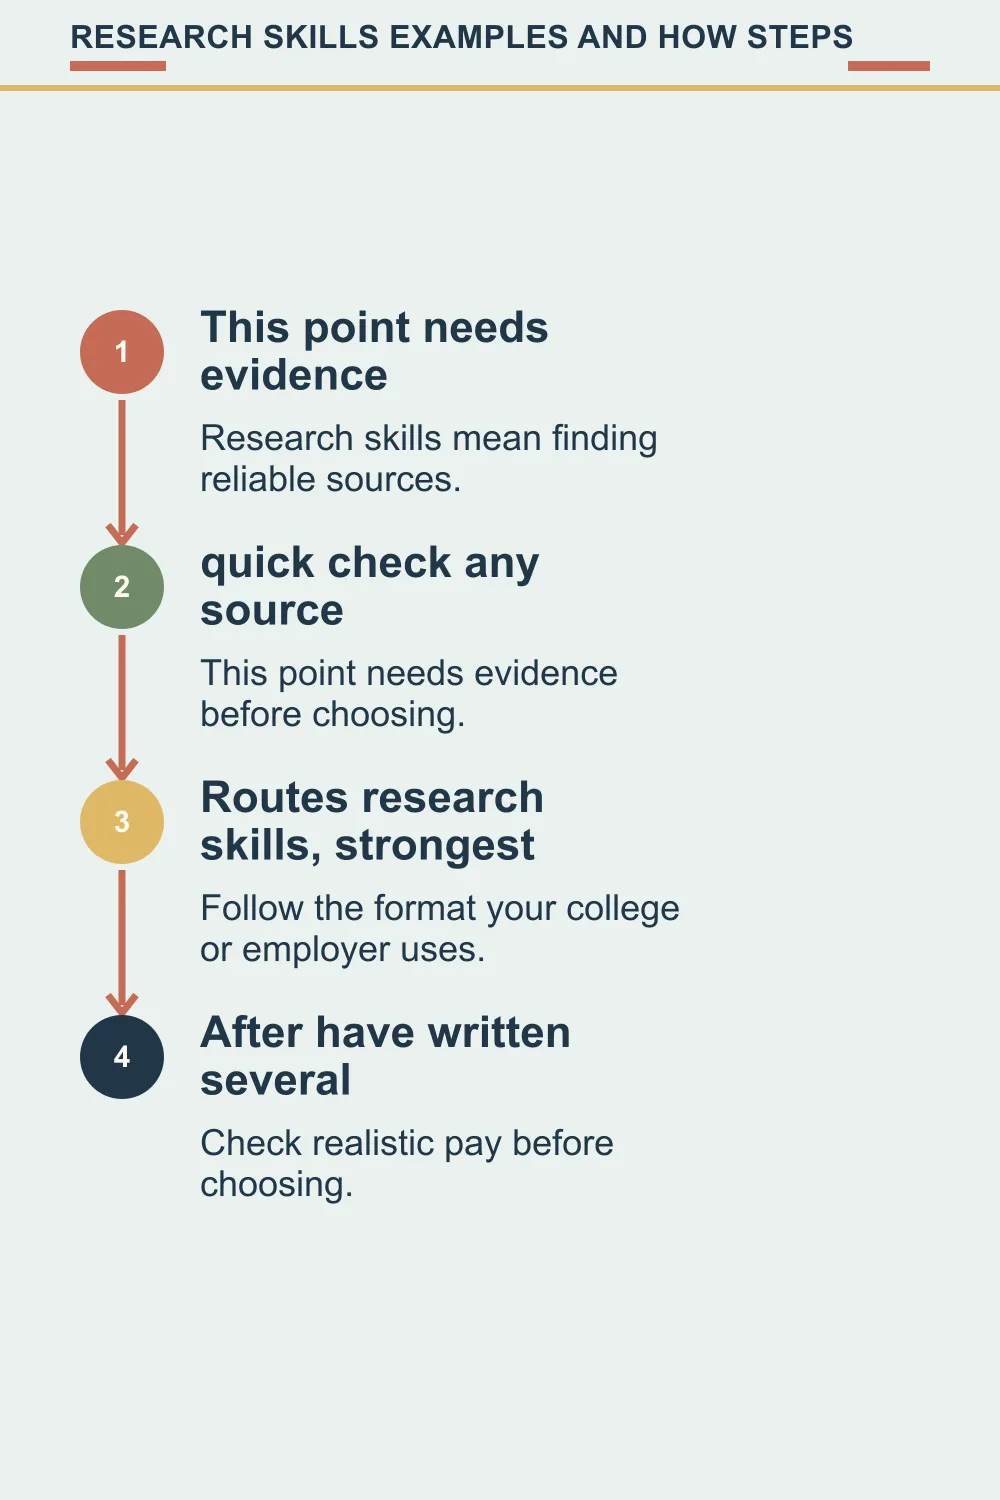 RESEARCH SKILLS EXAMPLES AND HOW STEPS
1
This point needs
evidence
Research skills mean finding
reliable sources.
2
quick check any
source
This point needs evidence
before choosing.
3
Routes research
skills, strongest
Follow the format your college
or employer uses.
4
After have written
several
Check realistic pay before
choosing.